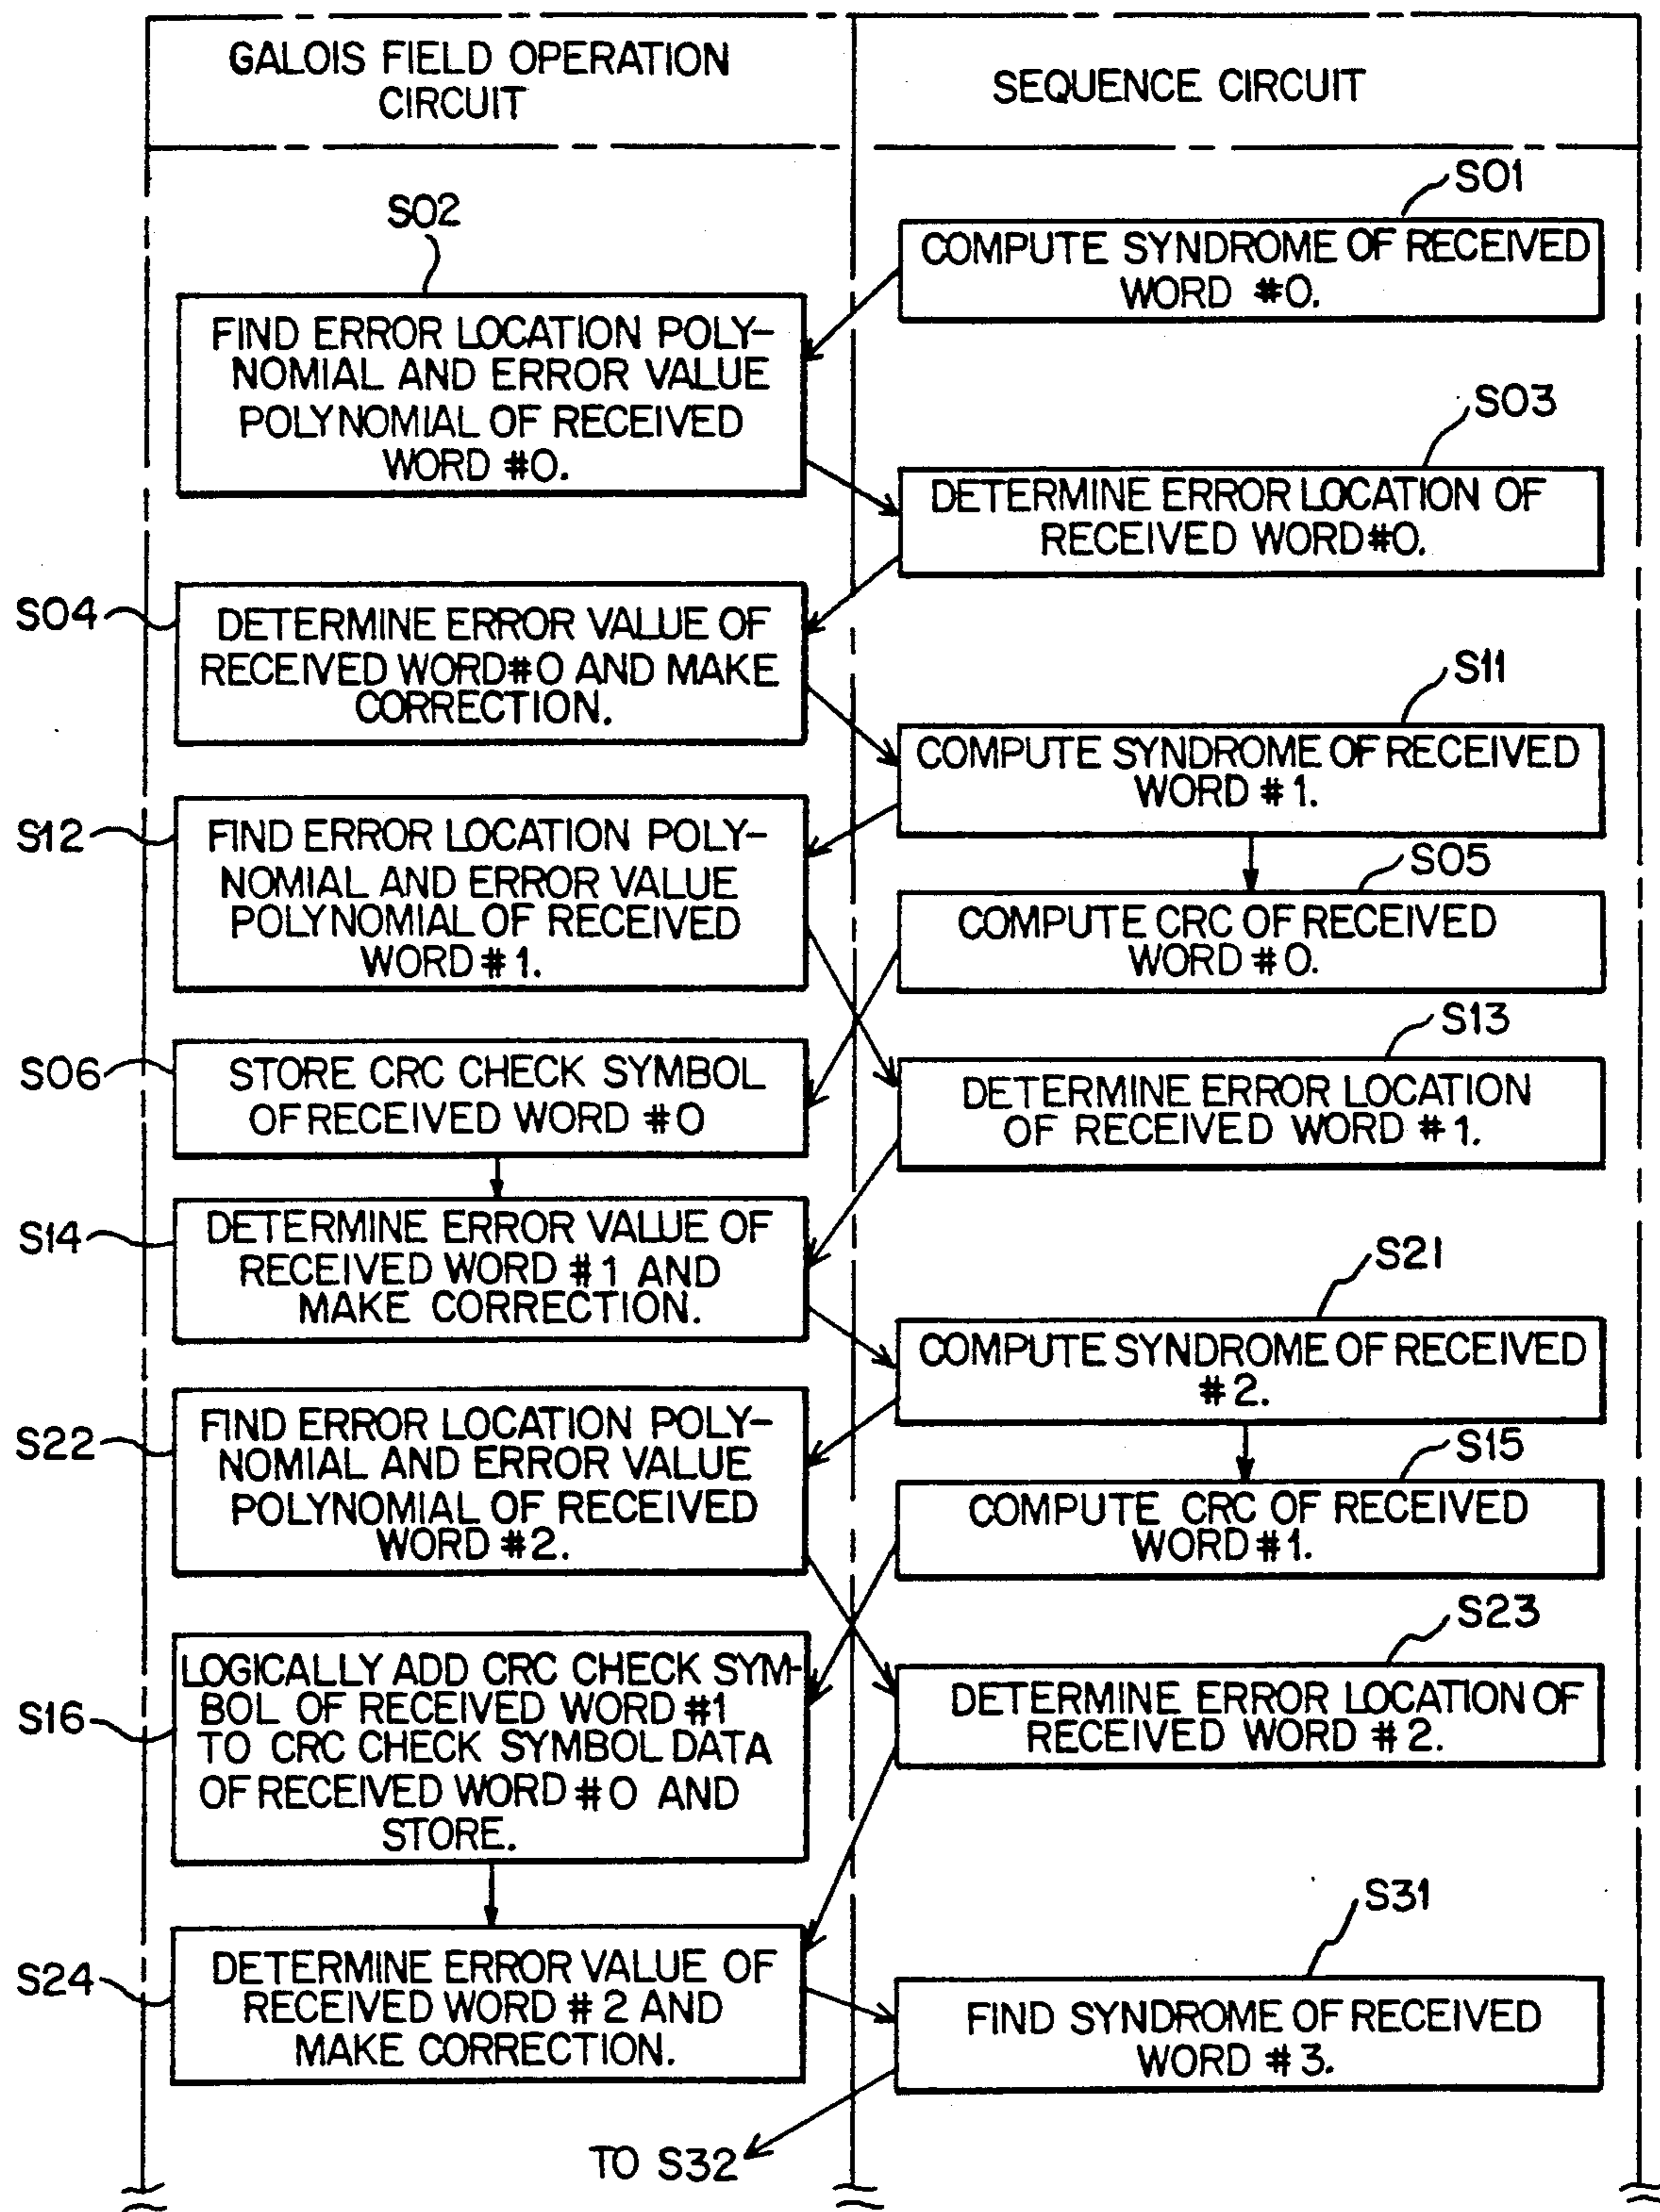 GALOIS FIELD OPERATION
CIRCUIT
SEQUENCE CIRCUIT
S01
COMPUTE SYNDROME OF RECEIVED
WORD #0.
S02
FIND ERROR LOCATION POLY-
NOMIAL AND ERROR VALUE
POLYNOMIAL OF RECEIVED
WORD #0.
S03
DETERMINE ERROR LOCATION OF
RECEIVED WORD #0.
S04
DETERMINE ERROR VALUE OF
RECEIVED WORD #0 AND MAKE
CORRECTION.
S11
COMPUTE SYNDROME OF RECEIVED
WORD #1.
S12
FIND ERROR LOCATION POLY-
NOMIAL AND ERROR VALUE
POLYNOMIAL OF RECEIVED
WORD #1.
S05
COMPUTE CRC OF RECEIVED
WORD #0.
S06
STORE CRC CHECK SYMBOL
OF RECEIVED WORD #0
S13
DETERMINE ERROR LOCATION
OF RECEIVED WORD #1.
S14
DETERMINE ERROR VALUE OF
RECEIVED WORD #1 AND
MAKE CORRECTION.
S21
COMPUTE SYNDROME OF RECEIVED
#2.
S22
FIND ERROR LOCATION POLY-
NOMIAL AND ERROR VALUE
POLYNOMIAL OF RECEIVED
WORD #2.
S15
COMPUTE CRC OF RECEIVED
WORD #1.
S16
LOGICALLY ADD CRC CHECK SYM-
BOL OF RECEIVED WORD #1
TO CRC CHECK SYMBOL DATA
OF RECEIVED WORD #0 AND
STORE.
S23
DETERMINE ERROR LOCATION OF
RECEIVED WORD #2.
S24
DETERMINE ERROR VALUE OF
RECEIVED WORD #2 AND
MAKE CORRECTION.
S31
FIND SYNDROME OF RECEIVED
WORD #3.
TO S32